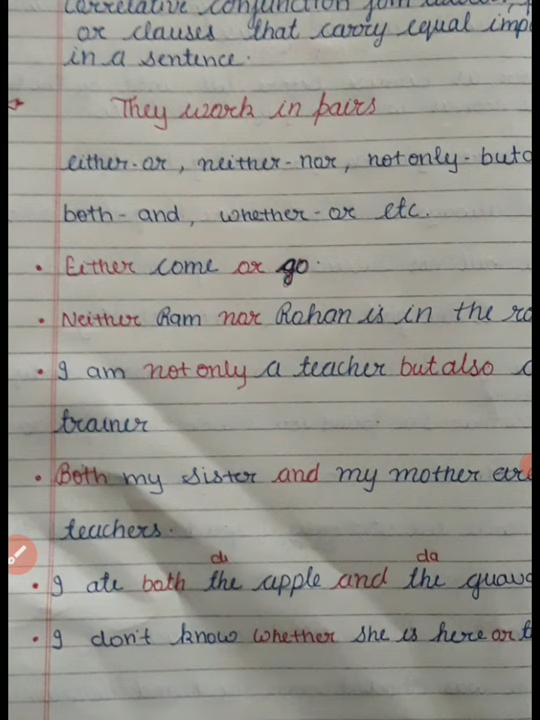 correlative conjunction join
or clauses that carry equal
in a sentence.
They work in pairs
either-or, neither-nor, not only-but
both-and, whether-or etc.
Either come or go.
Neither Ram nor Rohan is in the
I am not only a teacher but also
trainer
Both my sister and my mother are
teachers.
di da
I ate both the apple and the guava
I don't know whether she is here or